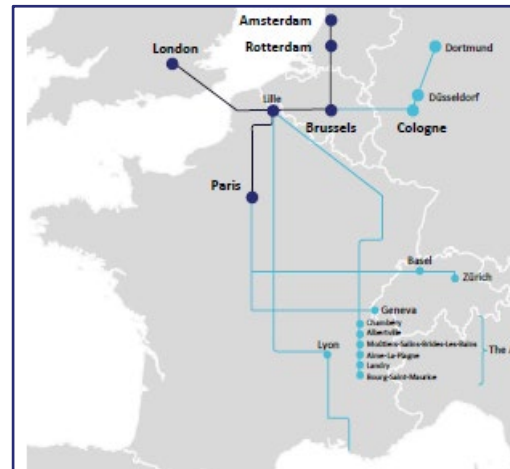 Amsterdam
London
Rotterdam
Dortmund
Lille
Düsseldorf
Brussels
Cologne
Paris
Basel
Zürich
Geneva
Chambéry
Albertville
Moûtiers-Salins-Brides-Les-Bains
Lyon
Aime-La-Plagne
The
Landry
Bourg-Saint-Maurice